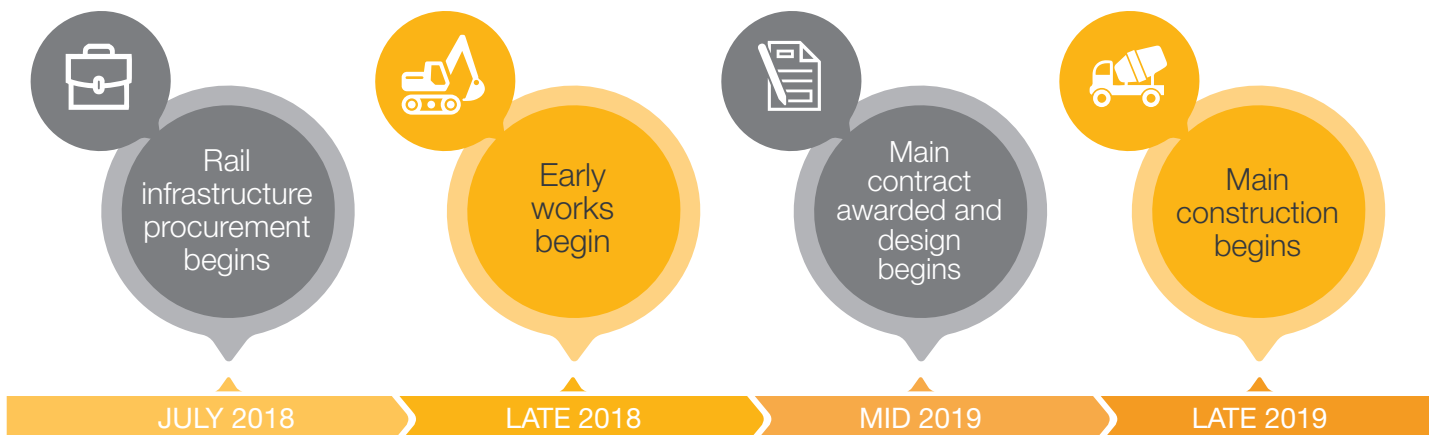 Rail
infrastructure
procurement
begins
Early
works
begin
Main
contract
awarded and
design
begins
Main
construction
begins
JULY 2018
LATE 2018
MID 2019
LATE 2019